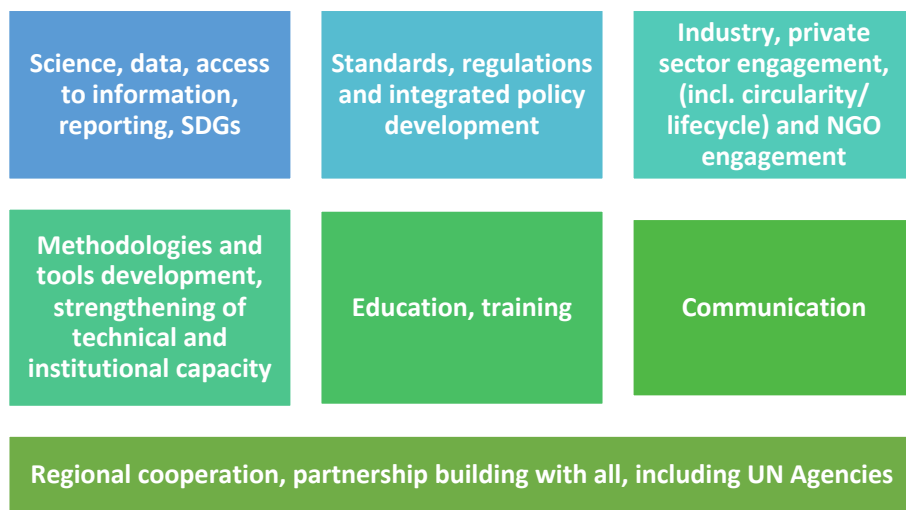 Science, data, access
to information,
reporting, SDGs
Standards, regulations
and integrated policy
development
Industry, private
sector engagement,
(incl. circularity/
lifecycle) and NGO
engagement
Methodologies and
tools development,
strengthening of
technical and
institutional capacity
Education, training
Communication
Regional cooperation, partnership building with all, including UN Agencies